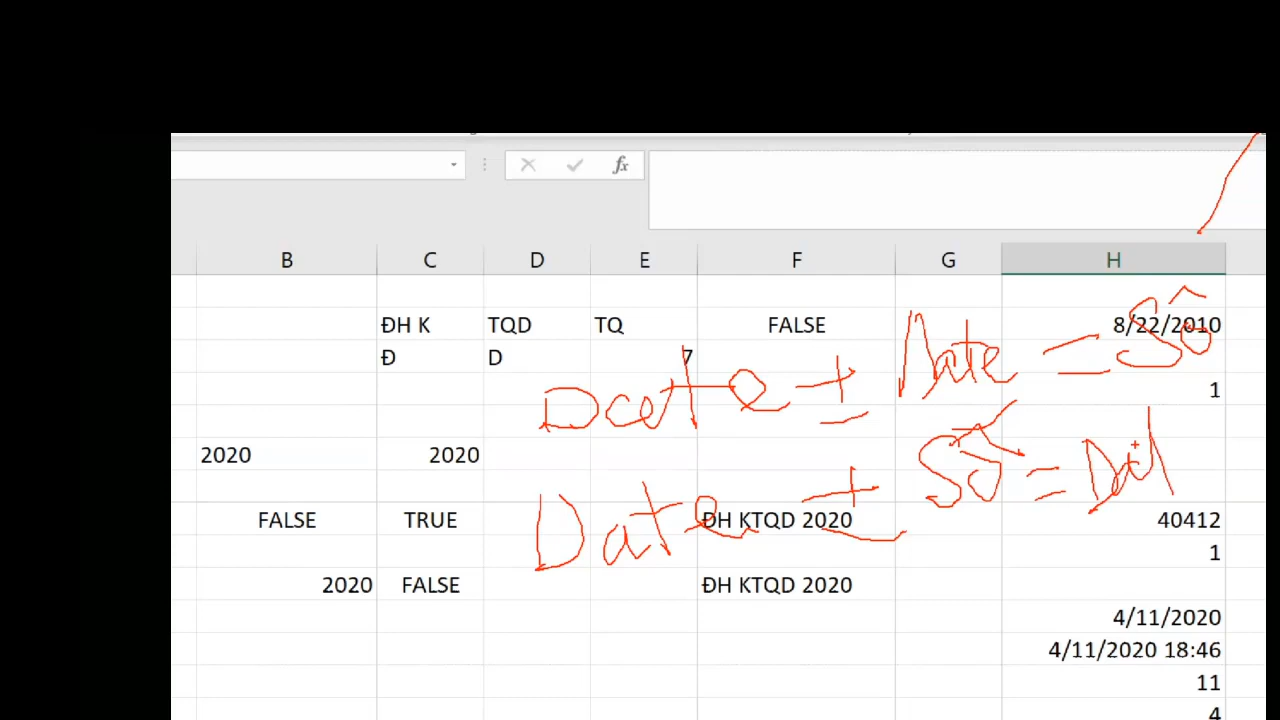 fx
B C D E F G H
ĐH K TQD TQ FALSE 8/22/2010
Đ D 7
Date ± Date = Số
1
2020 2020
Date ± Số = Dat
FALSE TRUE ĐH KTQD 2020 40412
1
2020 FALSE ĐH KTQD 2020
4/11/2020
4/11/2020 18:46
11
4